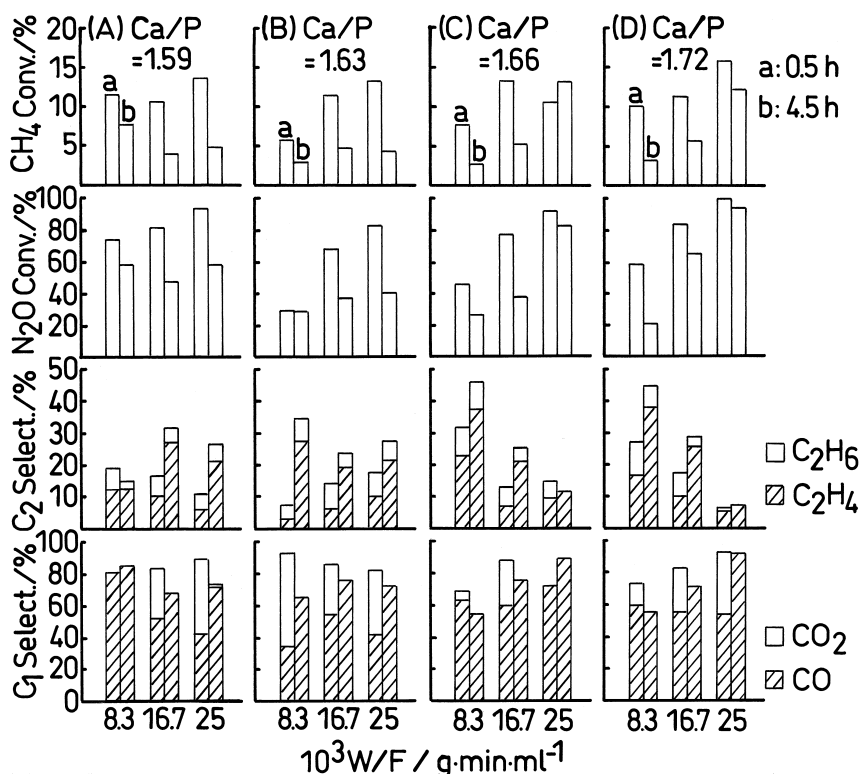 (A) Ca/P =1.59
(B) Ca/P =1.63
(C) Ca/P =1.66
(D) Ca/P =1.72
CH4 Conv./%
20
15
10
5
a
b
a
b
a
b
a
b
a: 0.5 h
b: 4.5 h
N2O Conv./%
100
80
60
40
20
C2 Select./%
50
40
30
20
10
C2H6
C2H4
C1 Select./%
100
80
60
40
20
0
CO2
CO
8.3 16.7 25
8.3 16.7 25
8.3 16.7 25
8.3 16.7 25
10³W/F / g·min·ml⁻¹